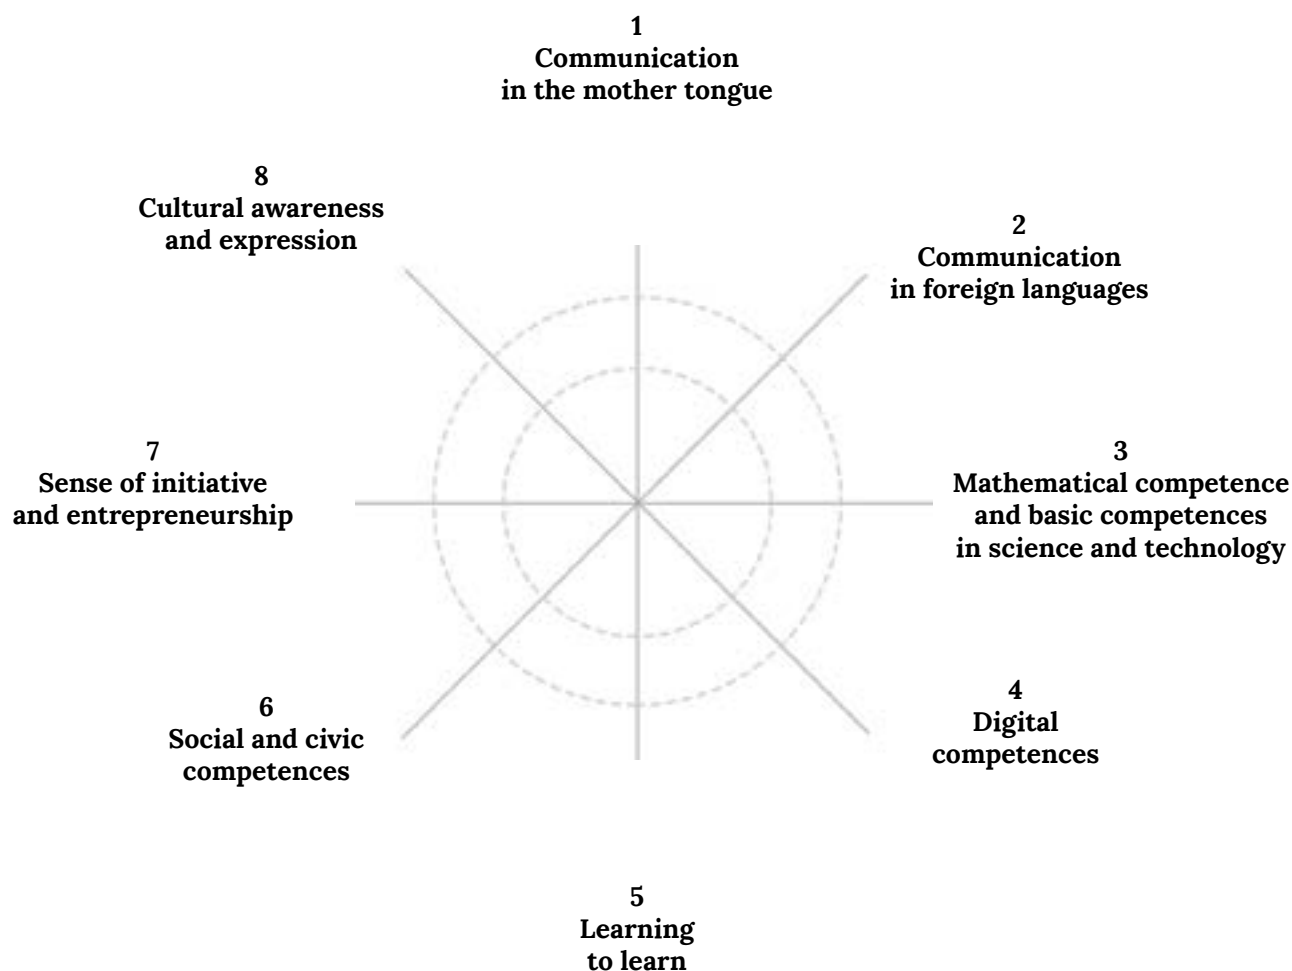 1
Communication
in the mother tongue
8
Cultural awareness
and expression
2
Communication
in foreign languages
7
Sense of initiative
and entrepreneurship
3
Mathematical competence
and basic competences
in science and technology
6
Social and civic
competences
4
Digital
competences
5
Learning
to learn